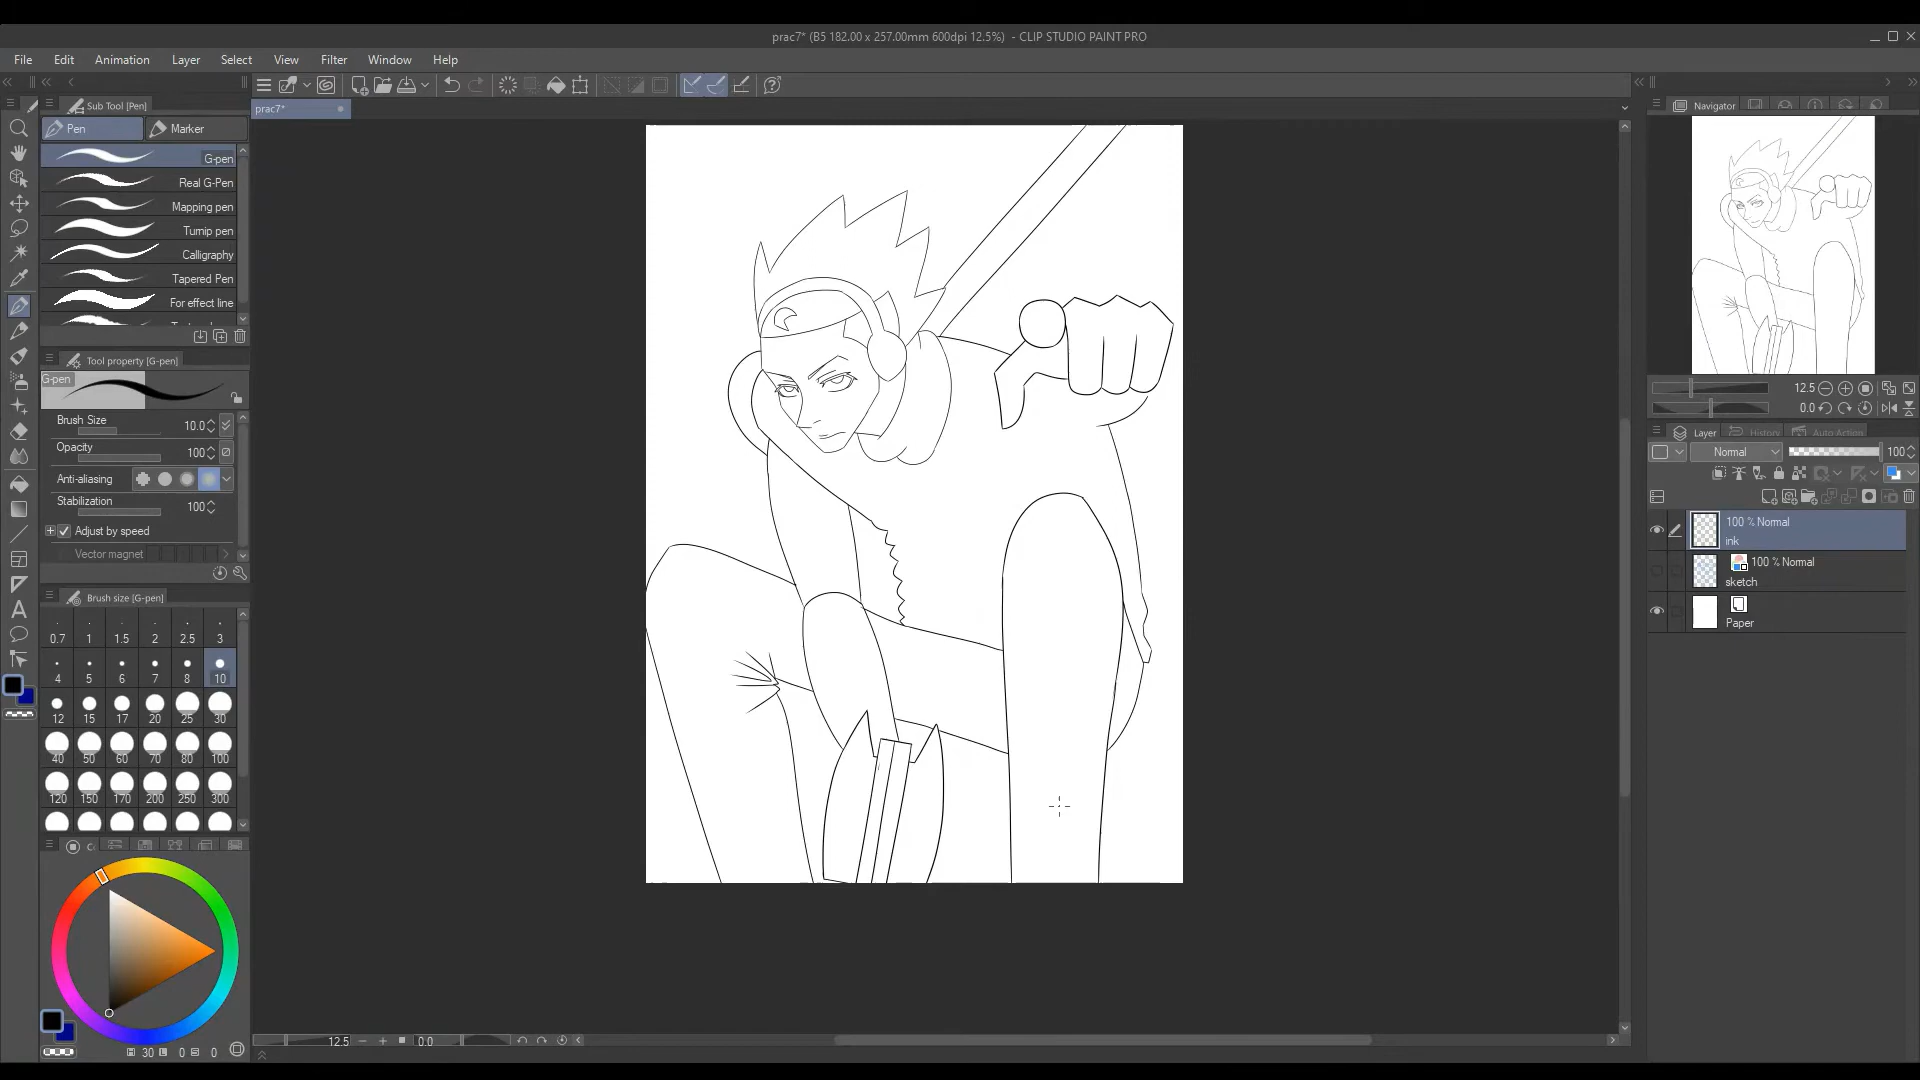 prac7* (B5 182.00 x 257.00mm 600dpi 12.5%)  - CLIP STUDIO PAINT PRO
File Edit Animation Layer Select View Filter Window Help
Sub Tool [Pen]
prac7*
Navigator
Pen Marker
G-pen
Real G-Pen
Mapping pen
Turnip pen
Calligraphy
Tapered Pen
For effect line
Tool property [G-pen]
G-pen
Brush Size 10.0
Opacity 100
Anti-aliasing
Stabilization 100
Adjust by speed
Vector magnet
Brush size [G-pen]
0.7 1 1.5 2 2.5 3
4 5 6 7 8 10
12 15 17 20 25 30
40 50 60 70 80 100
120 150 170 200 250 300
30 0 0
12.5 0.0
12.5
0.0
Layer History Auto Action
Normal 100
100 % Normal
ink
100 % Normal
sketch
Paper